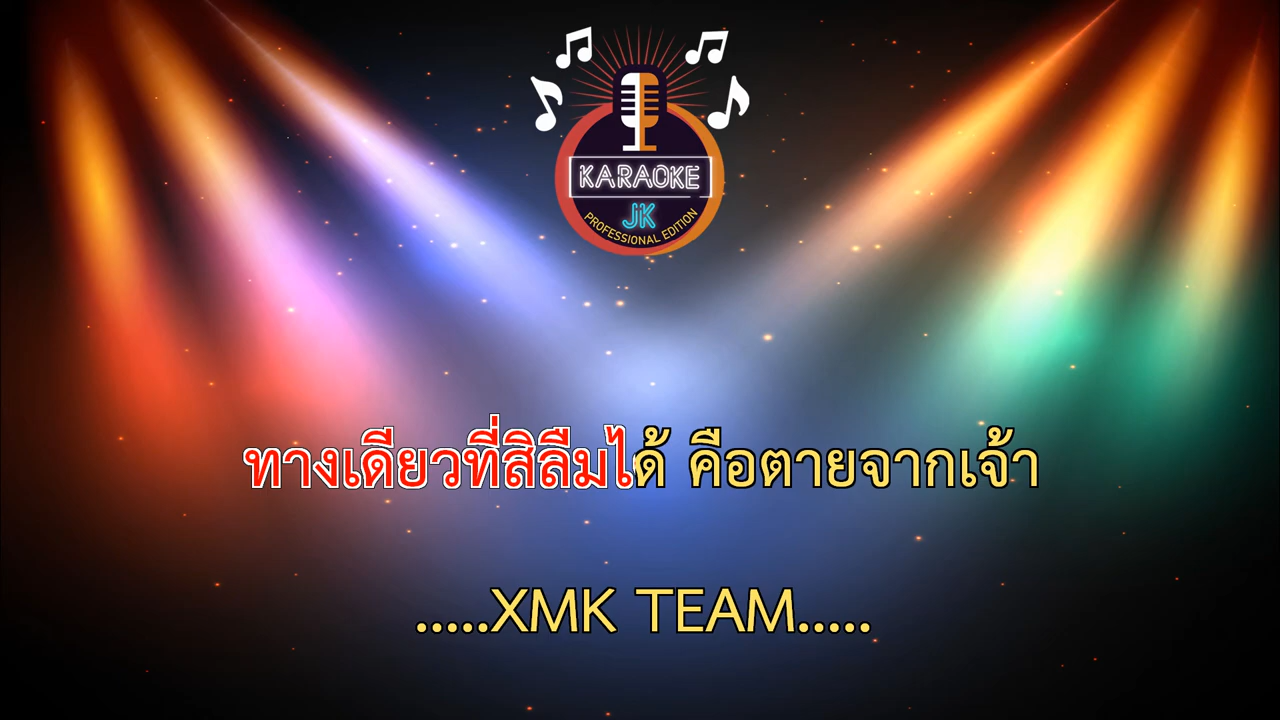 KARAOKE
JK
PROFESSIONAL EDITION
ทางเดียวที่สิลืมได้ คือตายจากเจ้า
.....XMK TEAM.....